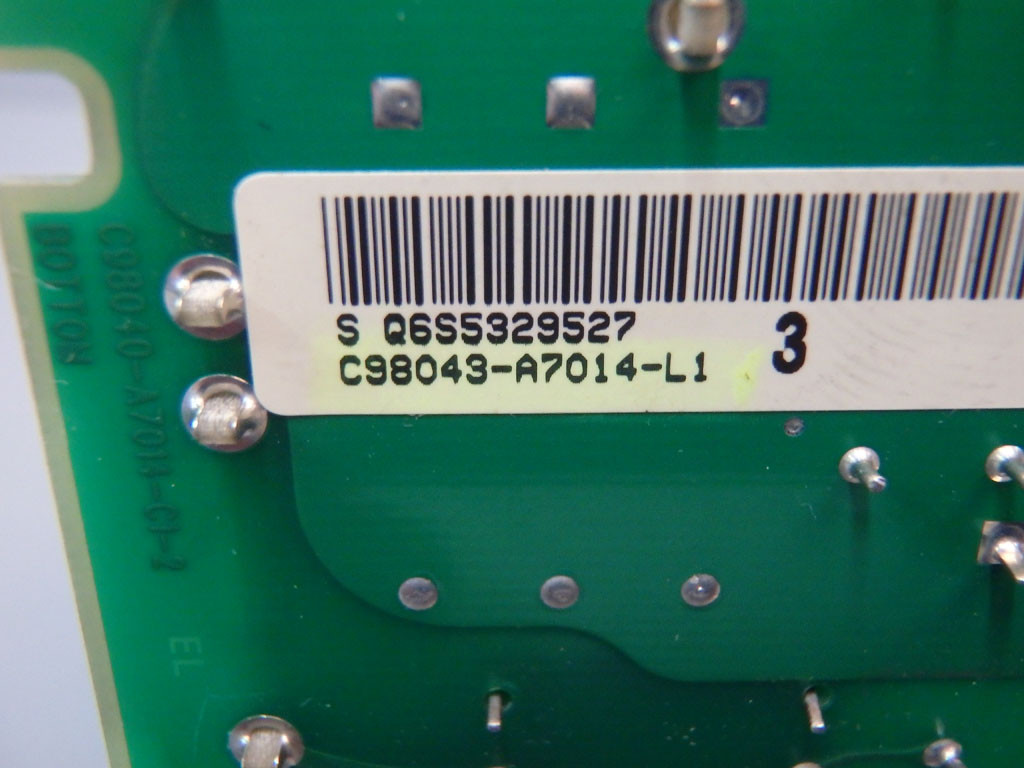 S Q6S5329527
C98043-A7014-L1
3
BOTTOM
C98040-A7014-C1-2
EL